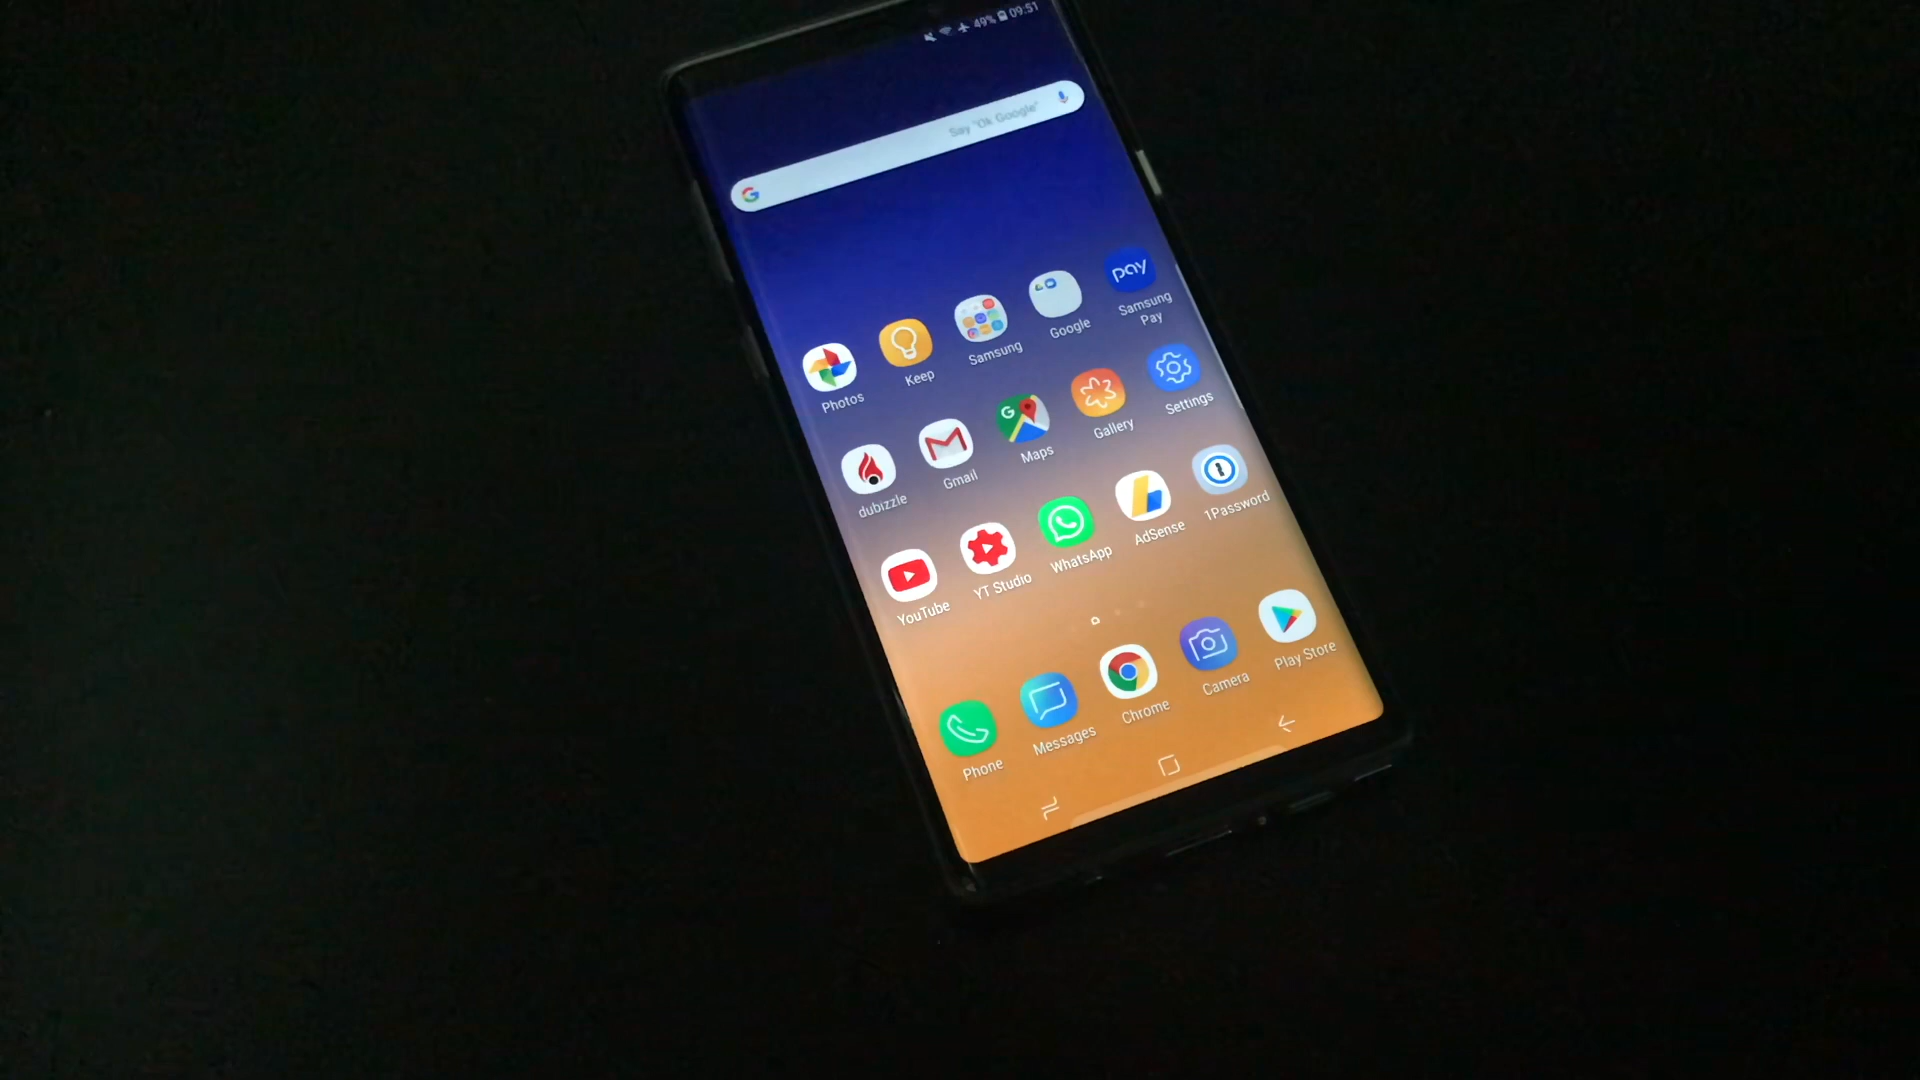 49% 09:51
Say "Ok Google"
pay
Photos Keep Samsung Google Samsung Pay
dubizzle Gmail Maps Gallery Settings
YouTube YT Studio WhatsApp AdSense 1Password
Phone Messages Chrome Camera Play Store